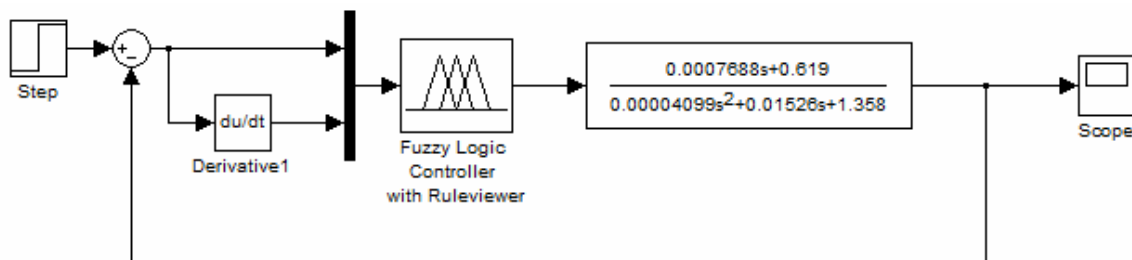 Step
+
−
du/dt
Derivative1
Fuzzy Logic
Controller
with Ruleviewer
0.0007688s+0.619
0.00004099s²+0.01526s+1.358
Scope